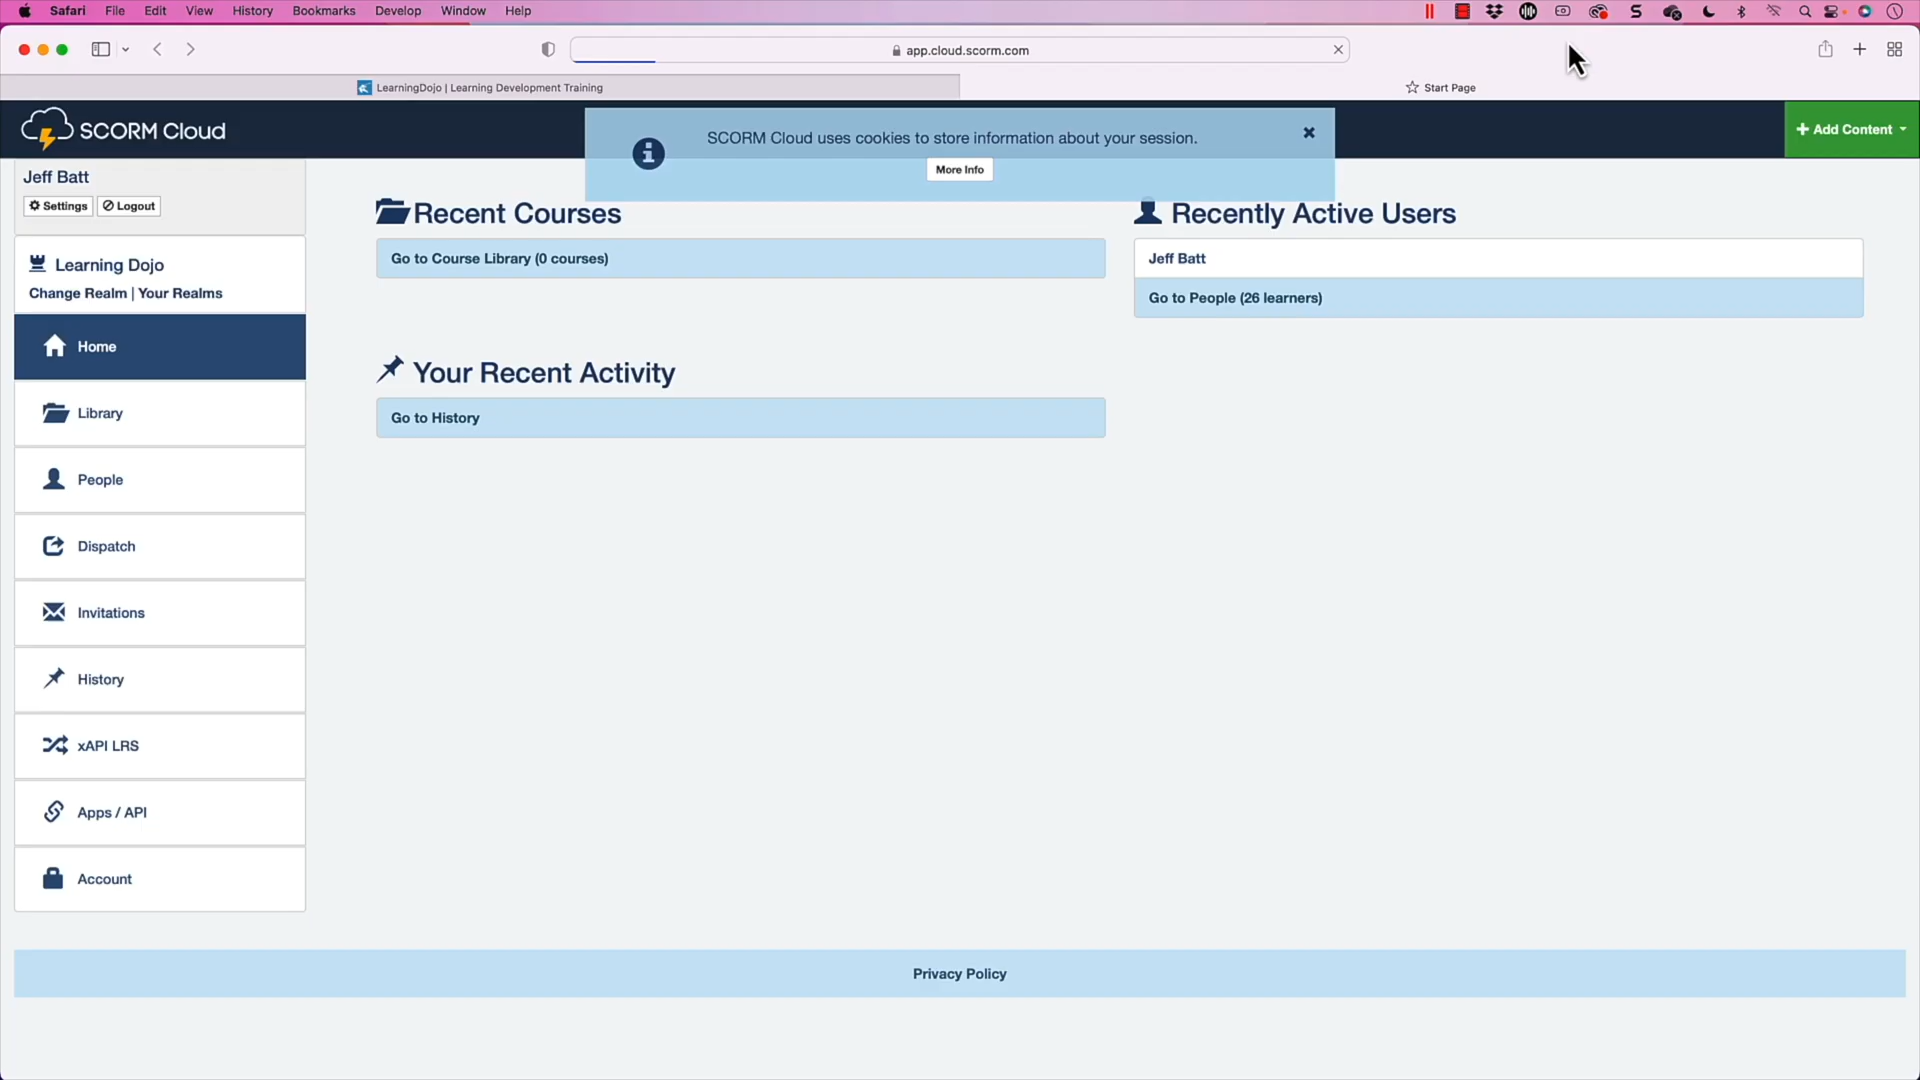 Safari File Edit View History Bookmarks Develop Window Help
app.cloud.scorm.com
LearningDojo | Learning Development Training
Start Page
SCORM Cloud
SCORM Cloud uses cookies to store information about your session.
More Info
Add Content
Jeff Batt
Settings Logout
Learning Dojo
Change Realm | Your Realms
Home
Library
People
Dispatch
Invitations
History
xAPI LRS
Apps / API
Account
Recent Courses
Go to Course Library (0 courses)
Your Recent Activity
Go to History
Recently Active Users
Jeff Batt
Go to People (26 learners)
Privacy Policy